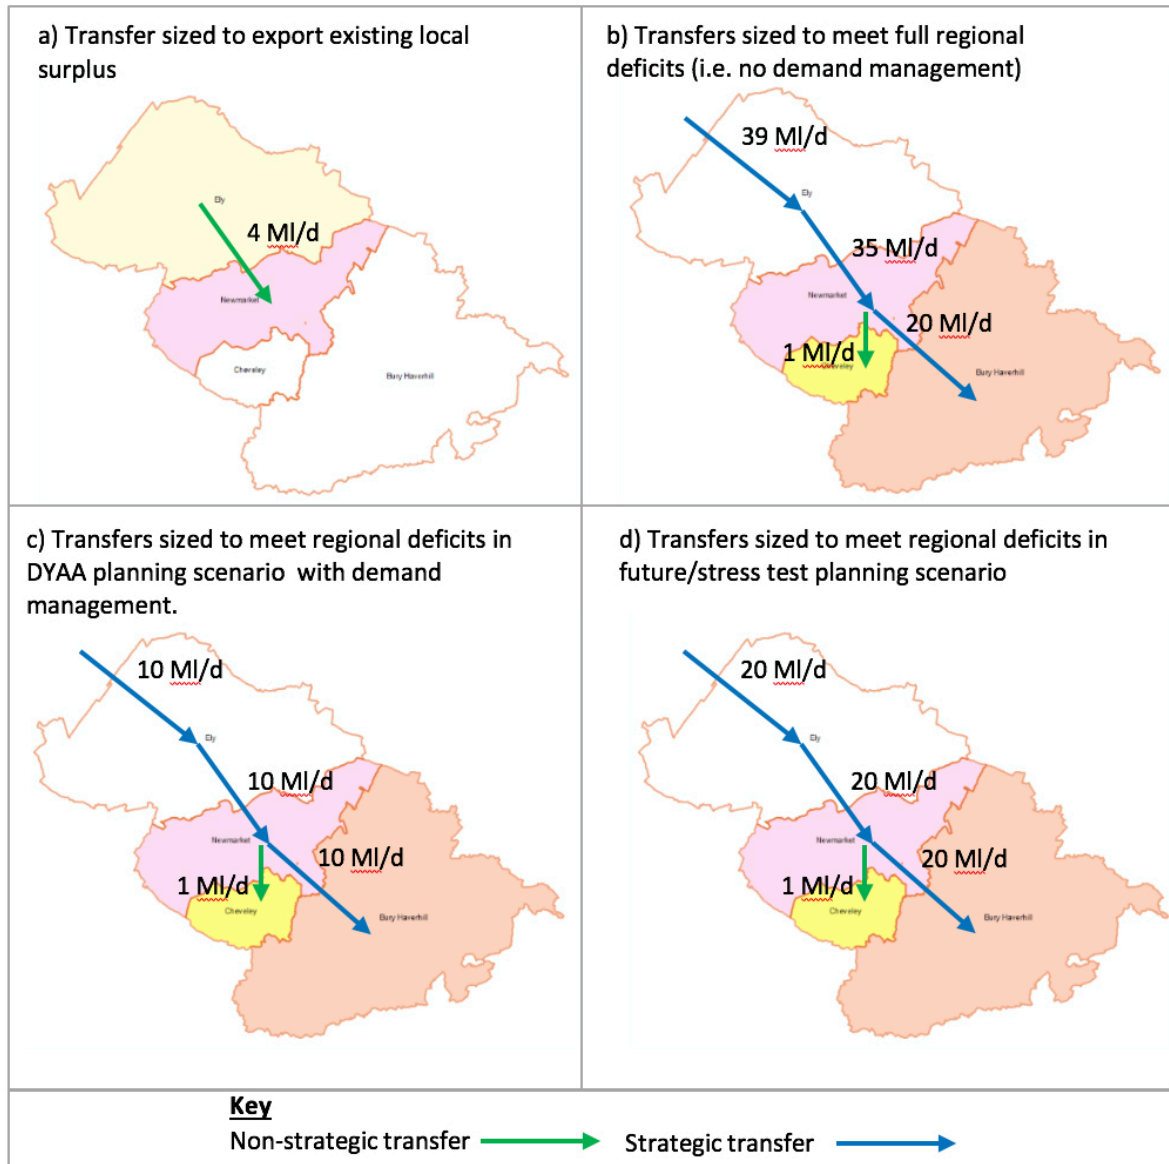 a) Transfer sized to export existing local
surplus
Ely
4 Ml/d
Newmarket
Cheveley
Bury Haverhill
b) Transfers sized to meet full regional
deficits (i.e. no demand management)
39 Ml/d
Ely
35 Ml/d
Newmarket
20 Ml/d
1 Ml/d
Cheveley
Bury Haverhill
c) Transfers sized to meet regional deficits in
DYAA planning scenario with demand
management.
10 Ml/d
Ely
10 Ml/d
Newmarket
10 Ml/d
1 Ml/d
Cheveley
Bury Haverhill
d) Transfers sized to meet regional deficits in
future/stress test planning scenario
20 Ml/d
Ely
20 Ml/d
Newmarket
20 Ml/d
1 Ml/d
Cheveley
Bury Haverhill
Key
Non-strategic transfer
Strategic transfer